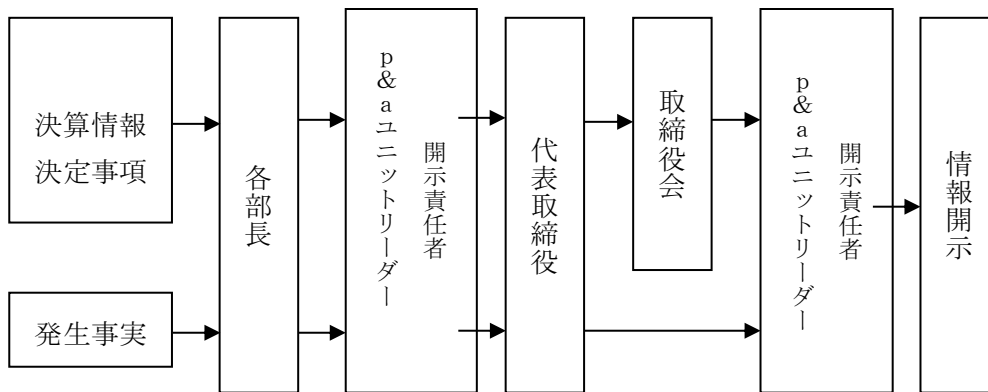 決算情報
決定事項
発生事実
各部長
開示責任者
p&aユニットリーダー
代表取締役
取締役会
開示責任者
p&aユニットリーダー
情報開示